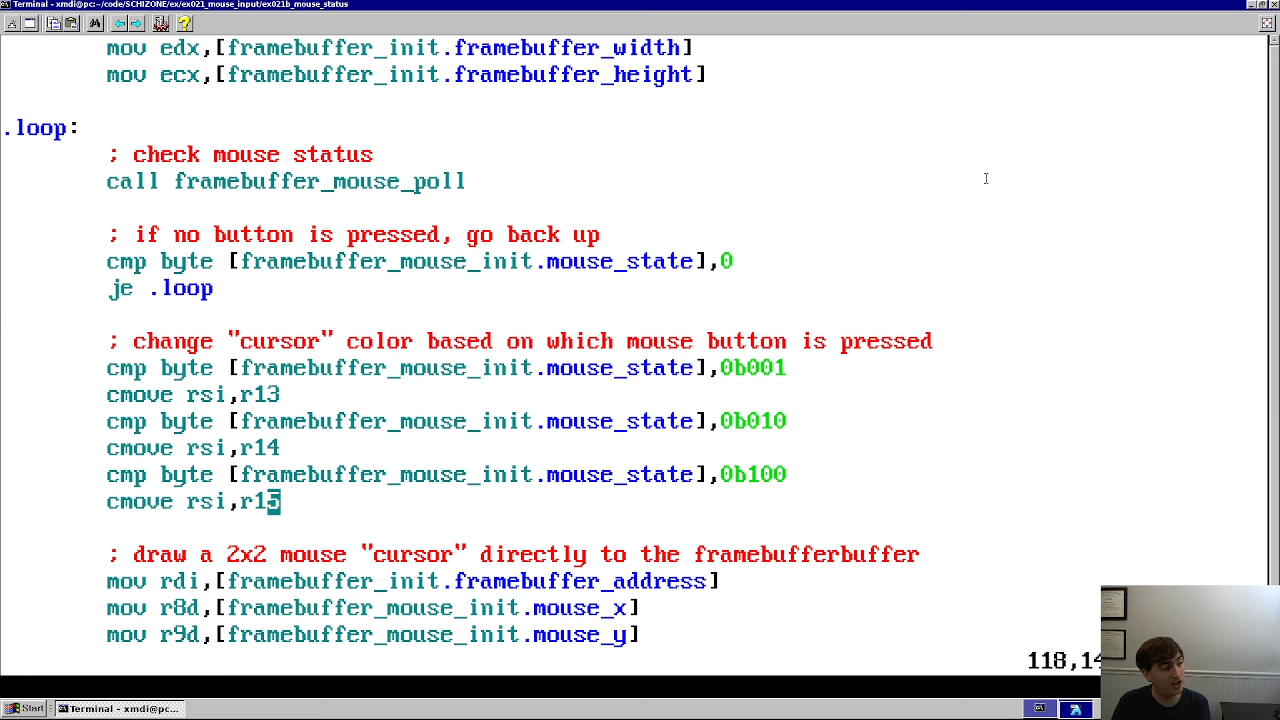 Terminal - xmdi@pc:~/code/SCHIZONE/ex/ex021_mouse_input/ex021b_mouse_status
mov edx,[framebuffer_init.framebuffer_width]
mov ecx,[framebuffer_init.framebuffer_height]
.loop:
; check mouse status
call framebuffer_mouse_poll
; if no button is pressed, go back up
cmp byte [framebuffer_mouse_init.mouse_state],0
je .loop
; change "cursor" color based on which mouse button is pressed
cmp byte [framebuffer_mouse_init.mouse_state],0b001
cmove rsi,r13
cmp byte [framebuffer_mouse_init.mouse_state],0b010
cmove rsi,r14
cmp byte [framebuffer_mouse_init.mouse_state],0b100
cmove rsi,r15
; draw a 2x2 mouse "cursor" directly to the framebufferbuffer
mov rdi,[framebuffer_init.framebuffer_address]
mov r8d,[framebuffer_mouse_init.mouse_x]
mov r9d,[framebuffer_mouse_init.mouse_y]
118,14
Start
Terminal - xmdi@pc:~/...